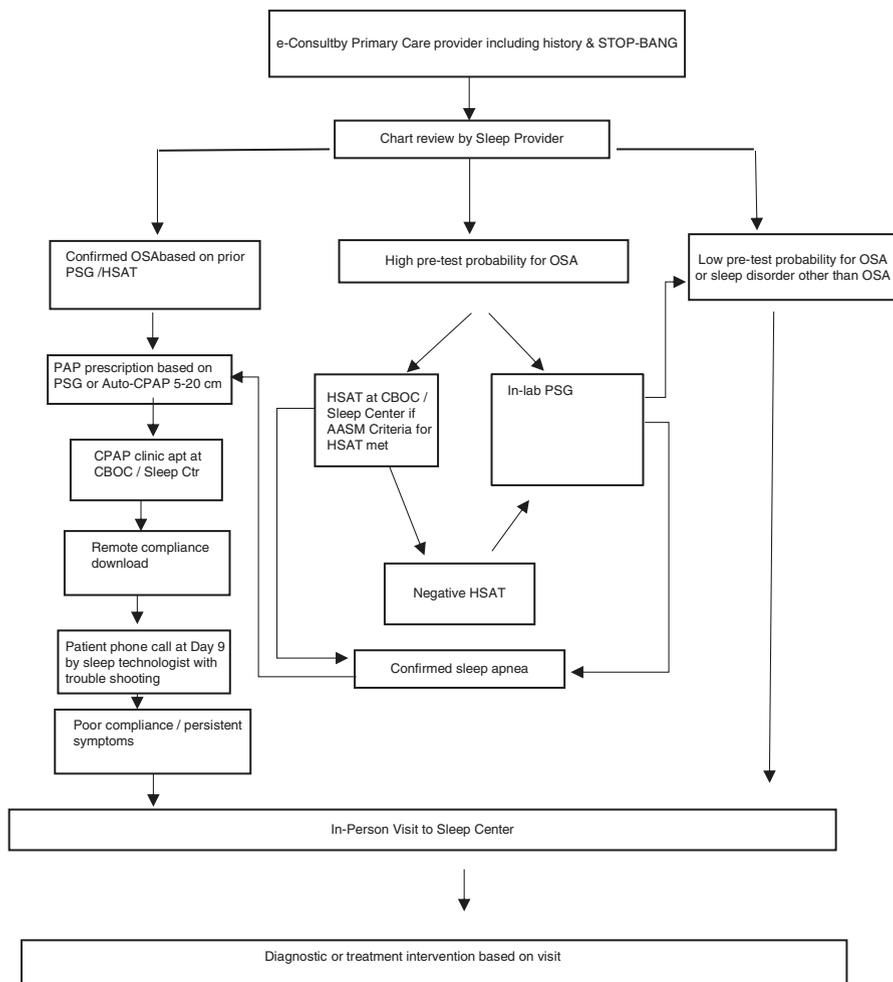 e-Consultby Primary Care provider including history & STOP-BANG
Chart review by Sleep Provider
Confirmed OSAbased on prior
PSG /HSAT
High pre-test probability for OSA
Low pre-test probability for OSA
or sleep disorder other than OSA
PAP prescription based on
PSG or Auto-CPAP 5-20 cm
HSAT at CBOC /
Sleep Center if
AASM Criteria for
HSAT met
In-lab PSG
CPAP clinic apt at
CBOC / Sleep Ctr
Remote compliance
download
Negative HSAT
Patient phone call at Day 9
by sleep technologist with
trouble shooting
Confirmed sleep apnea
Poor compliance / persistent
symptoms
In-Person Visit to Sleep Center
Diagnostic or treatment intervention based on visit